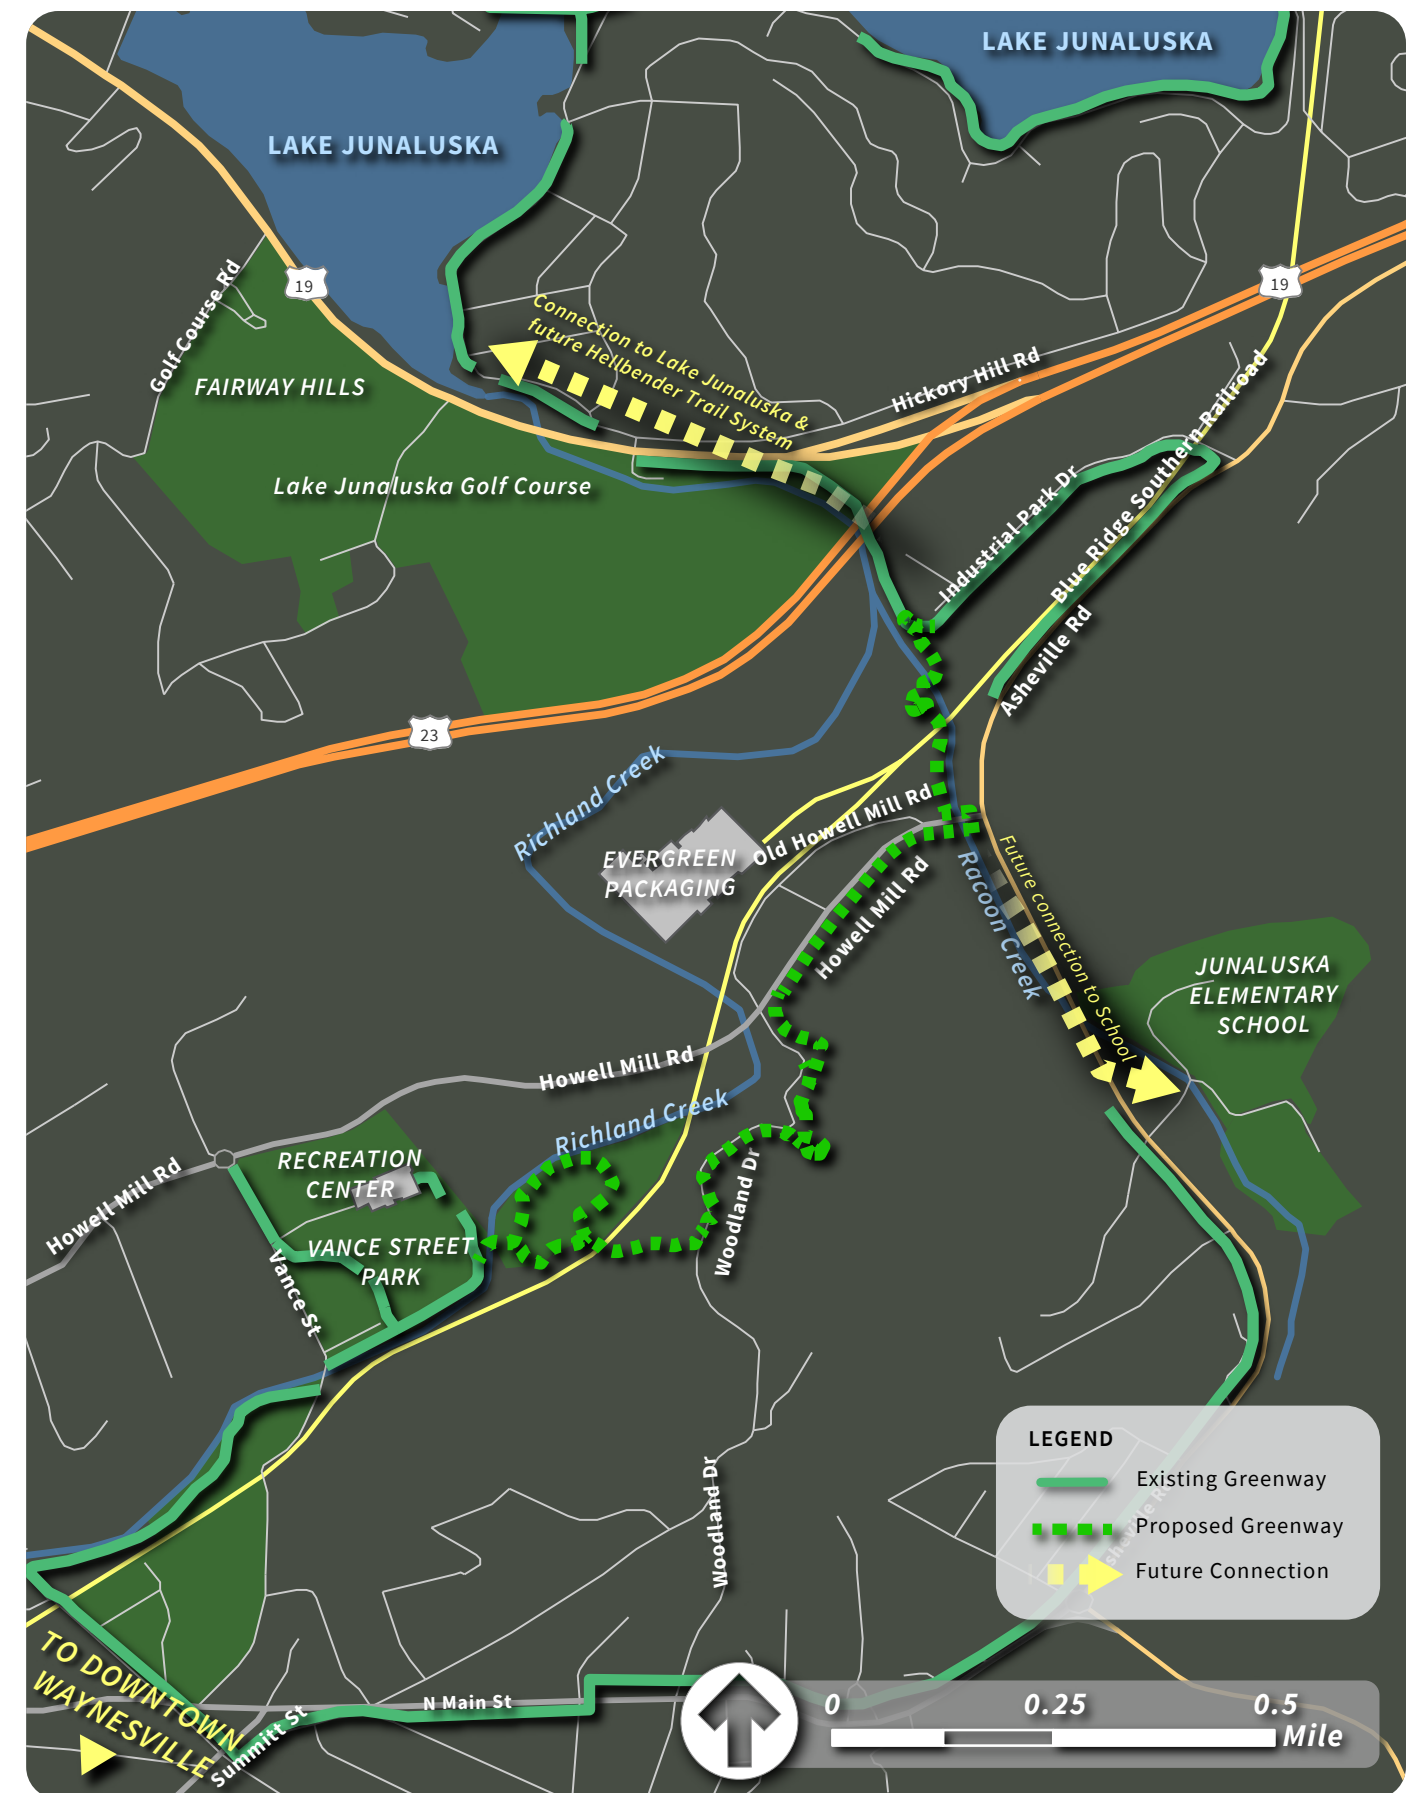 LAKE JUNALUSKA
LAKE JUNALUSKA
Golf Course Rd
19
19
FAIRWAY HILLS
Connection to Lake Junaluska &
future Hellbender Trail System
Hickory Hill Rd
Lake Junaluska Golf Course
Industrial Park Dr
Blue Ridge Southern Railroad
Asheville Rd
23
Richland Creek
EVERGREEN
PACKAGING
Old Howell Mill Rd
Howell Mill Rd
Racoon Creek
Future connection to School
JUNALUSKA
ELEMENTARY
SCHOOL
Howell Mill Rd
Richland Creek
RECREATION
CENTER
Howell Mill Rd
VANCE STREET
PARK
Vance St
Woodland Dr
LEGEND
Existing Greenway
Proposed Greenway
Future Connection
Asheville Rd
Woodland Dr
TO DOWNTOWN
WAYNESVILLE
Summitt St
N Main St
0 0.25 0.5
Mile